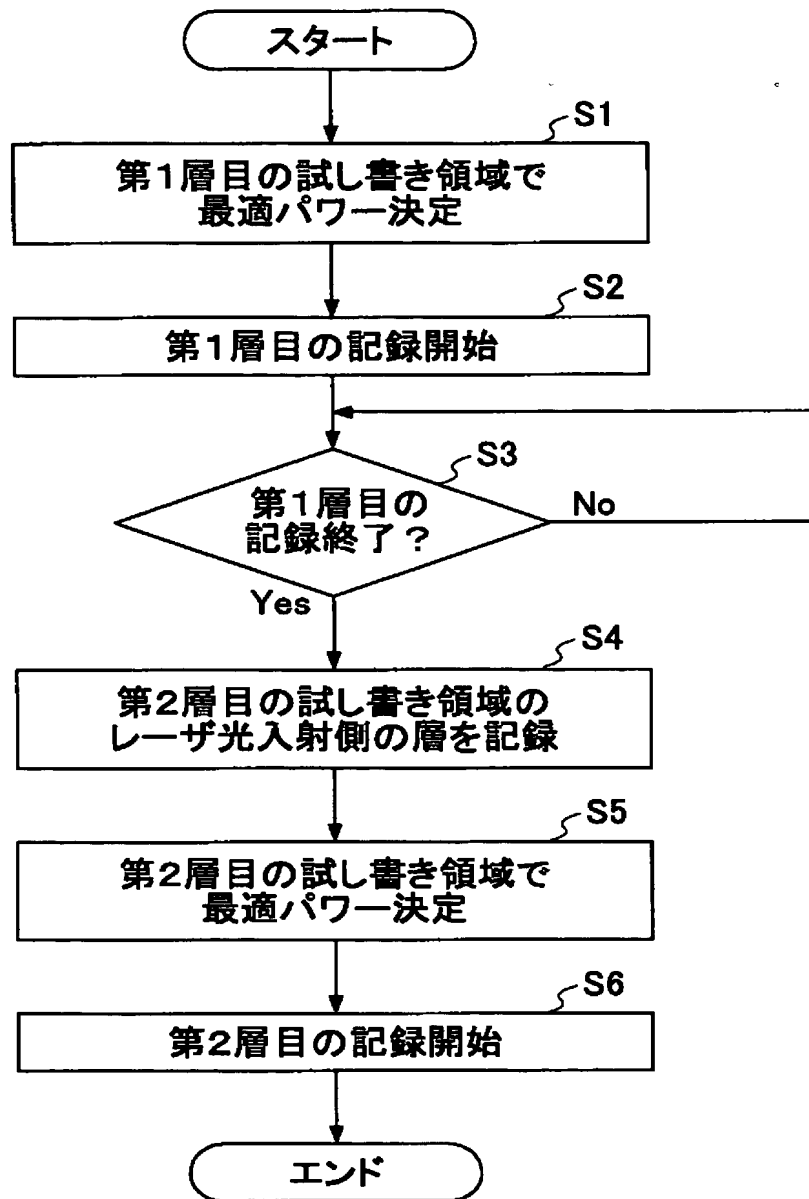 スタート
S1
第1層目の試し書き領域で
最適パワー決定
S2
第1層目の記録開始
S3
第1層目の
記録終了?
No
Yes
S4
第2層目の試し書き領域の
レーザ光入射側の層を記録
S5
第2層目の試し書き領域で
最適パワー決定
S6
第2層目の記録開始
エンド